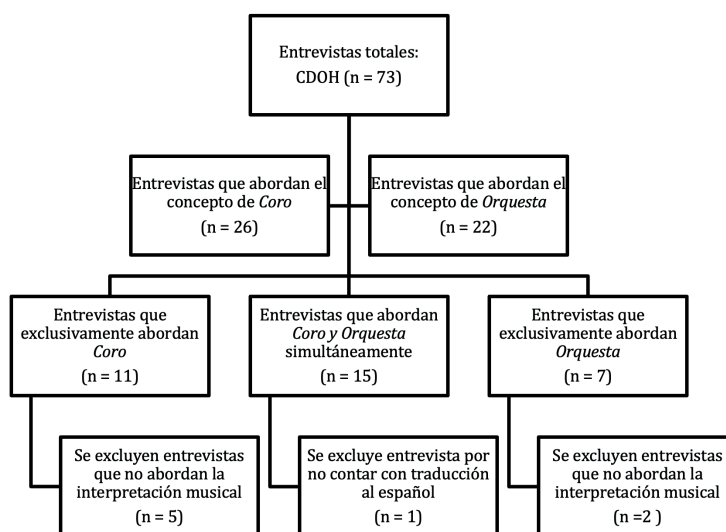 Entrevistas totales:
CDOH (n = 73)
Entrevistas que abordan el
concepto de Coro
(n = 26)
Entrevistas que abordan el
concepto de Orquesta
(n = 22)
Entrevistas que
exclusivamente abordan
Coro
(n = 11)
Entrevistas que abordan
Coro y Orquesta
simultáneamente
(n = 15)
Entrevistas que
exclusivamente abordan
Orquesta
(n = 7)
Se excluyen entrevistas
que no abordan la
interpretación musical
(n = 5)
Se excluye entrevista por
no contar con traducción
al español
(n = 1)
Se excluyen entrevistas
que no abordan la
interpretación musical
(n =2 )